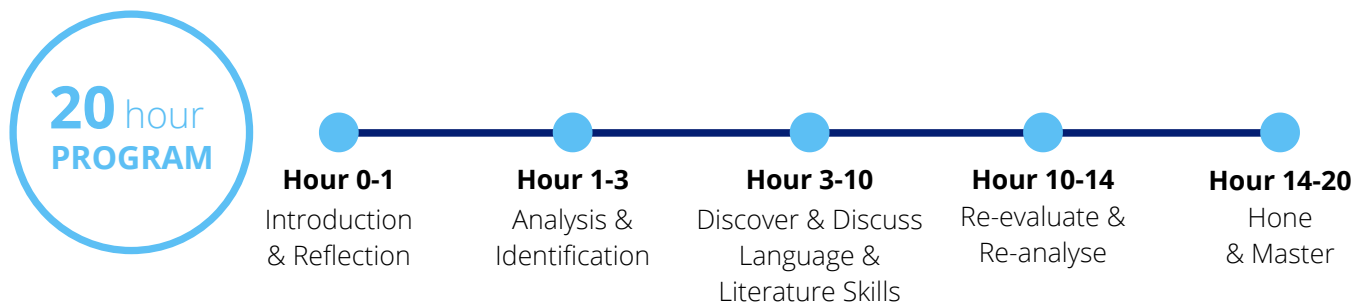 20 hour
PROGRAM
Hour 0-1
Introduction
& Reflection
Hour 1-3
Analysis &
Identification
Hour 3-10
Discover & Discuss
Language &
Literature Skills
Hour 10-14
Re-evaluate &
Re-analyse
Hour 14-20
Hone
& Master